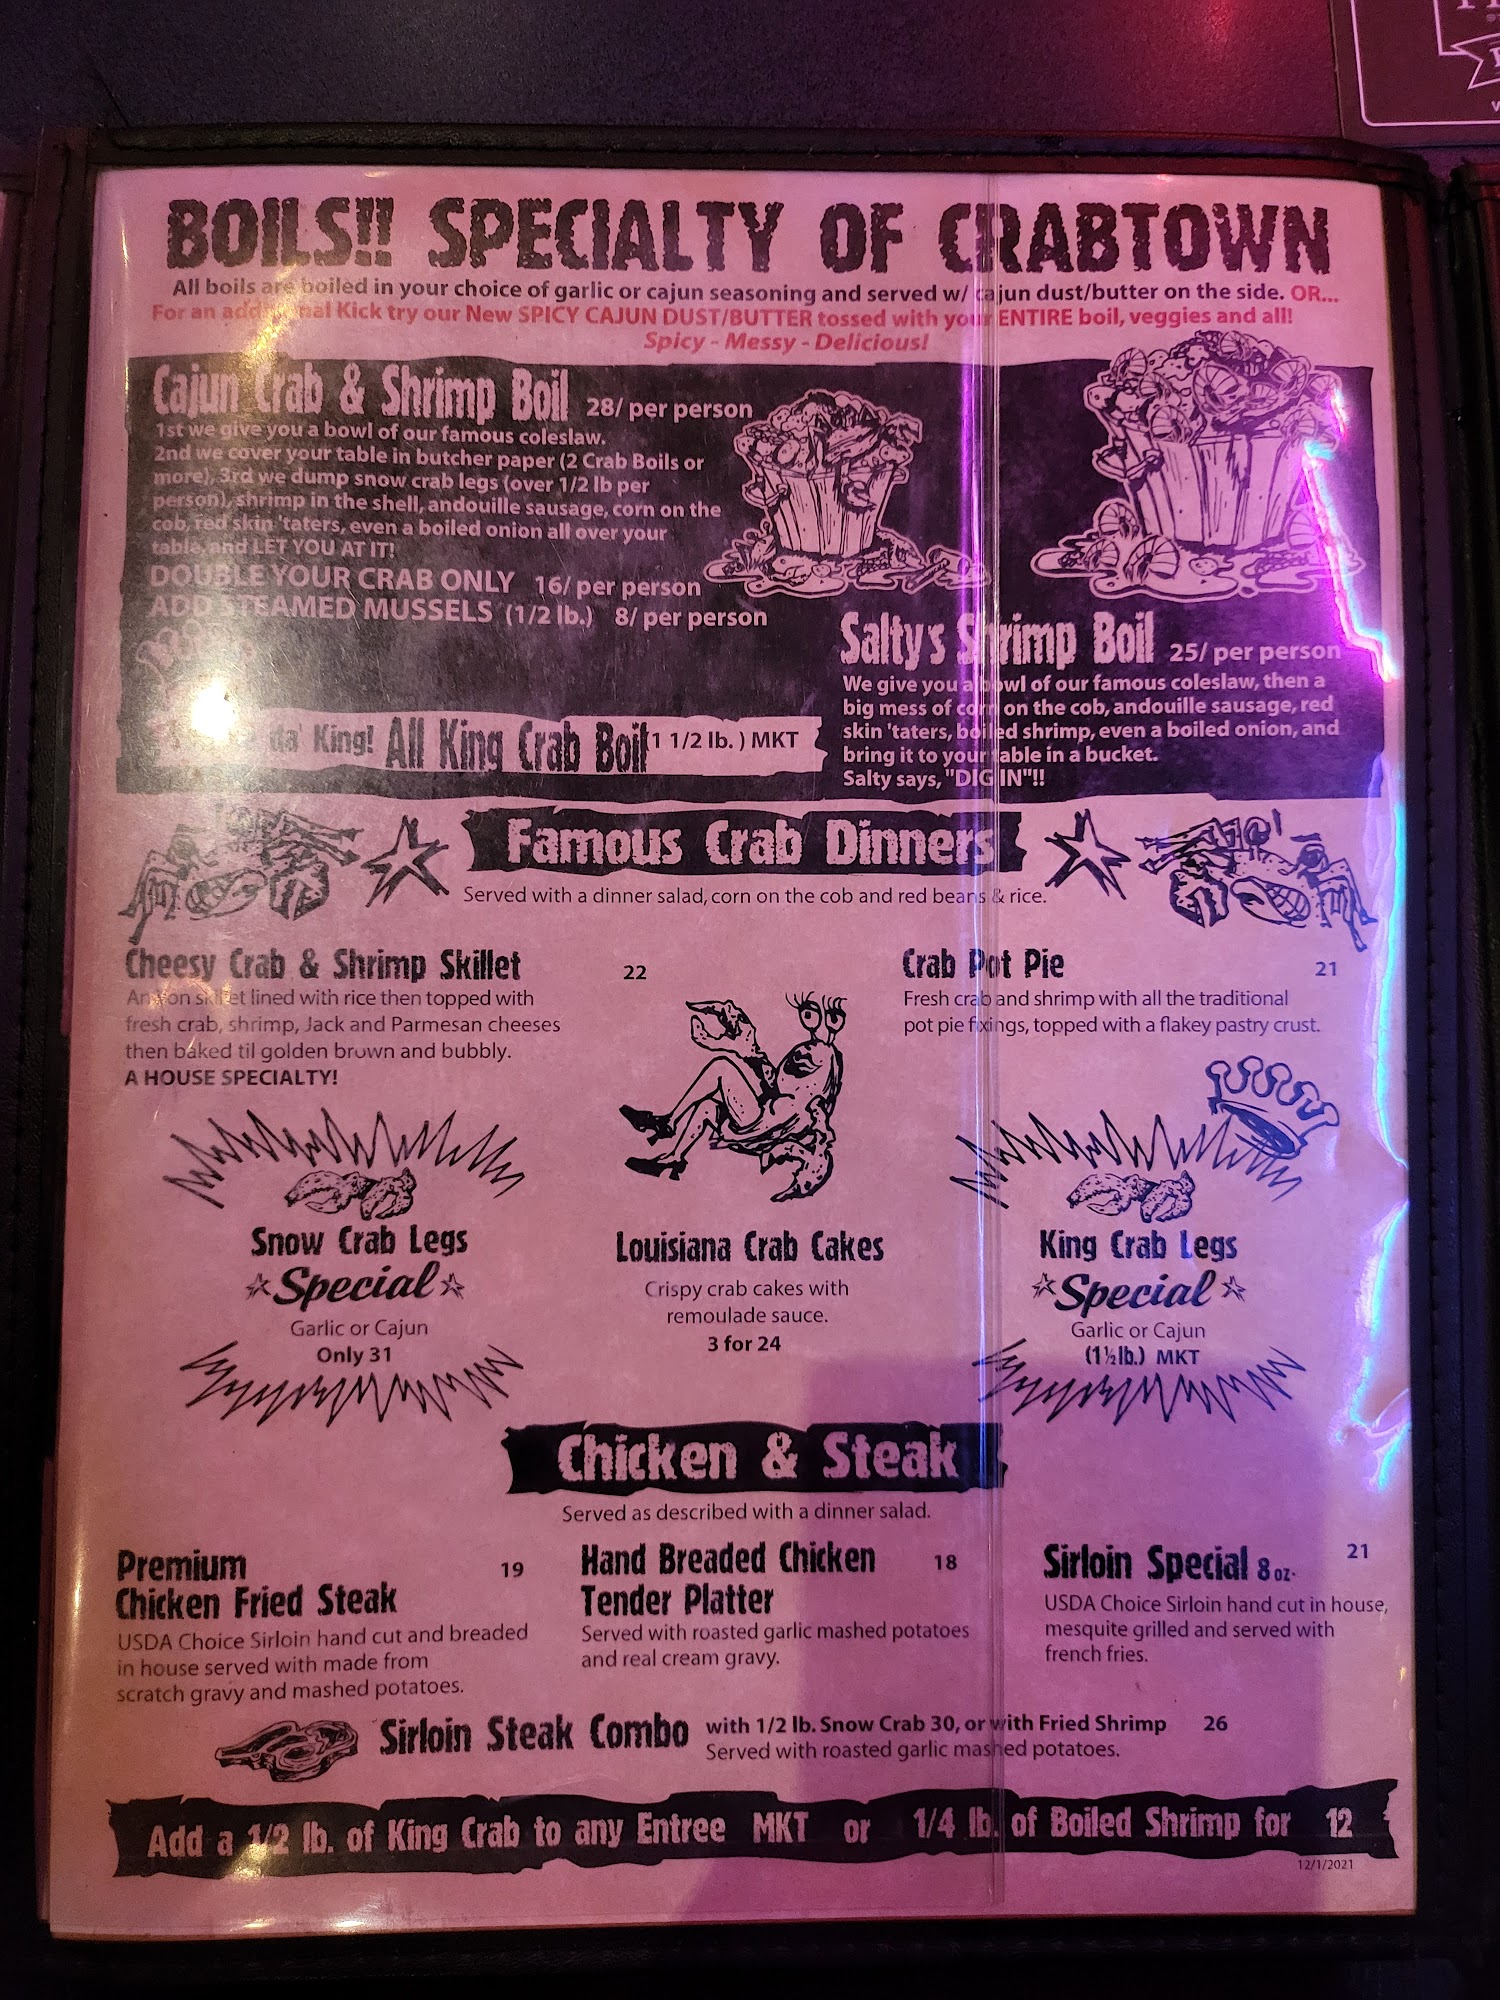 BOILS!! SPECIALTY OF CRABTOWN
All boils are boiled in your choice of garlic or cajun seasoning and served w/ cajun dust/butter on the side. OR...
For an additional Kick try our New SPICY CAJUN DUST/BUTTER tossed with your ENTIRE boil, veggies and all!
Spicy - Messy - Delicious!
Cajun Crab & Shrimp Boil 28/ per person
1st we give you a bowl of our famous coleslaw.
2nd we cover your table in butcher paper (2 Crab Boils or
more), 3rd we dump snow crab legs (over 1/2 lb per
person), shrimp in the shell, andouille sausage, corn on the
cob, red skin 'taters, even a boiled onion all over your
table, and LET YOU AT IT!
DOUBLE YOUR CRAB ONLY 16/ per person
ADD STEAMED MUSSELS (1/2 lb.) 8/ per person
da' King! All King Crab Boil 1 1/2 lb. ) MKT
Salty's Shrimp Boil 25/ per person
We give you a bowl of our famous coleslaw, then a
big mess of corn on the cob, andouille sausage, red
skin 'taters, boiled shrimp, even a boiled onion, and
bring it to your table in a bucket.
Salty says, "DIG IN"!!
Famous Crab Dinners
Served with a dinner salad, corn on the cob and red beans & rice.
Cheesy Crab & Shrimp Skillet 22
An iron skillet lined with rice then topped with
fresh crab, shrimp, Jack and Parmesan cheeses
then baked til golden brown and bubbly.
A HOUSE SPECIALTY!
Crab Pot Pie 21
Fresh crab and shrimp with all the traditional
pot pie fixings, topped with a flakey pastry crust.
Snow Crab Legs
Special
Garlic or Cajun
Only 31
Louisiana Crab Cakes
Crispy crab cakes with
remoulade sauce.
3 for 24
King Crab Legs
Special
Garlic or Cajun
(1½lb.) MKT
Chicken & Steak
Served as described with a dinner salad.
Premium 19
Chicken Fried Steak
USDA Choice Sirloin hand cut and breaded
in house served with made from
scratch gravy and mashed potatoes.
Hand Breaded Chicken 18
Tender Platter
Served with roasted garlic mashed potatoes
and real cream gravy.
Sirloin Special 8 oz. 21
USDA Choice Sirloin hand cut in house,
mesquite grilled and served with
french fries.
Sirloin Steak Combo with 1/2 lb. Snow Crab 30, or with Fried Shrimp 26
Served with roasted garlic mashed potatoes.
Add a 1/2 lb. of King Crab to any Entree MKT or 1/4 lb. of Boiled Shrimp for 12
12/1/2021